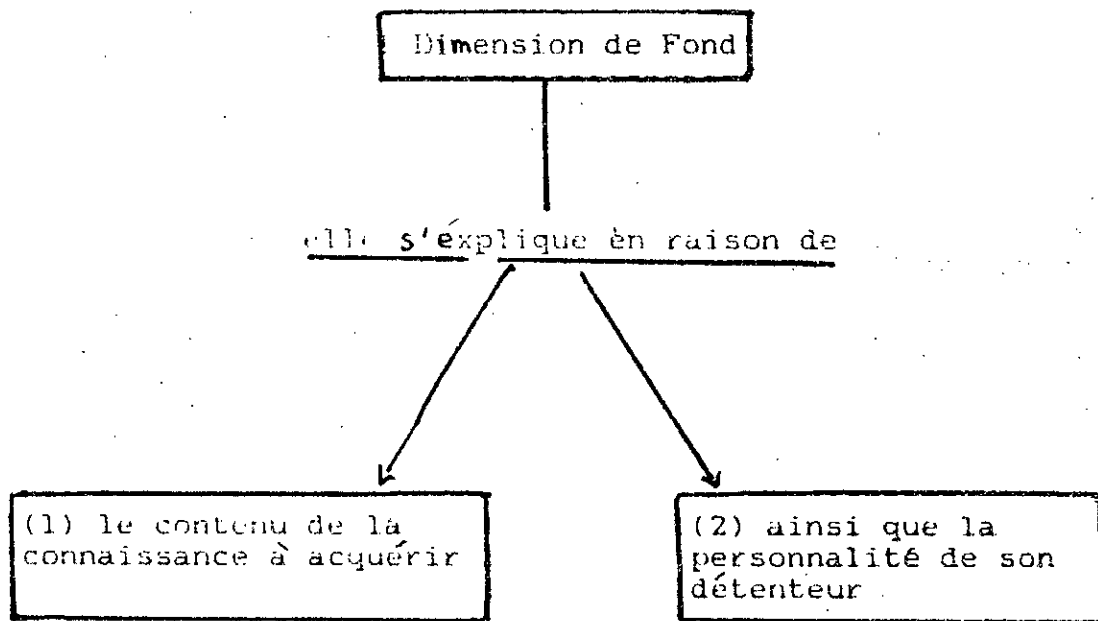 Dimension de Fond
elle s'éxplique èn raison de
(1) le contenu de la
connaissance à acquérir
(2) ainsi que la
personnalité de son
détenteur